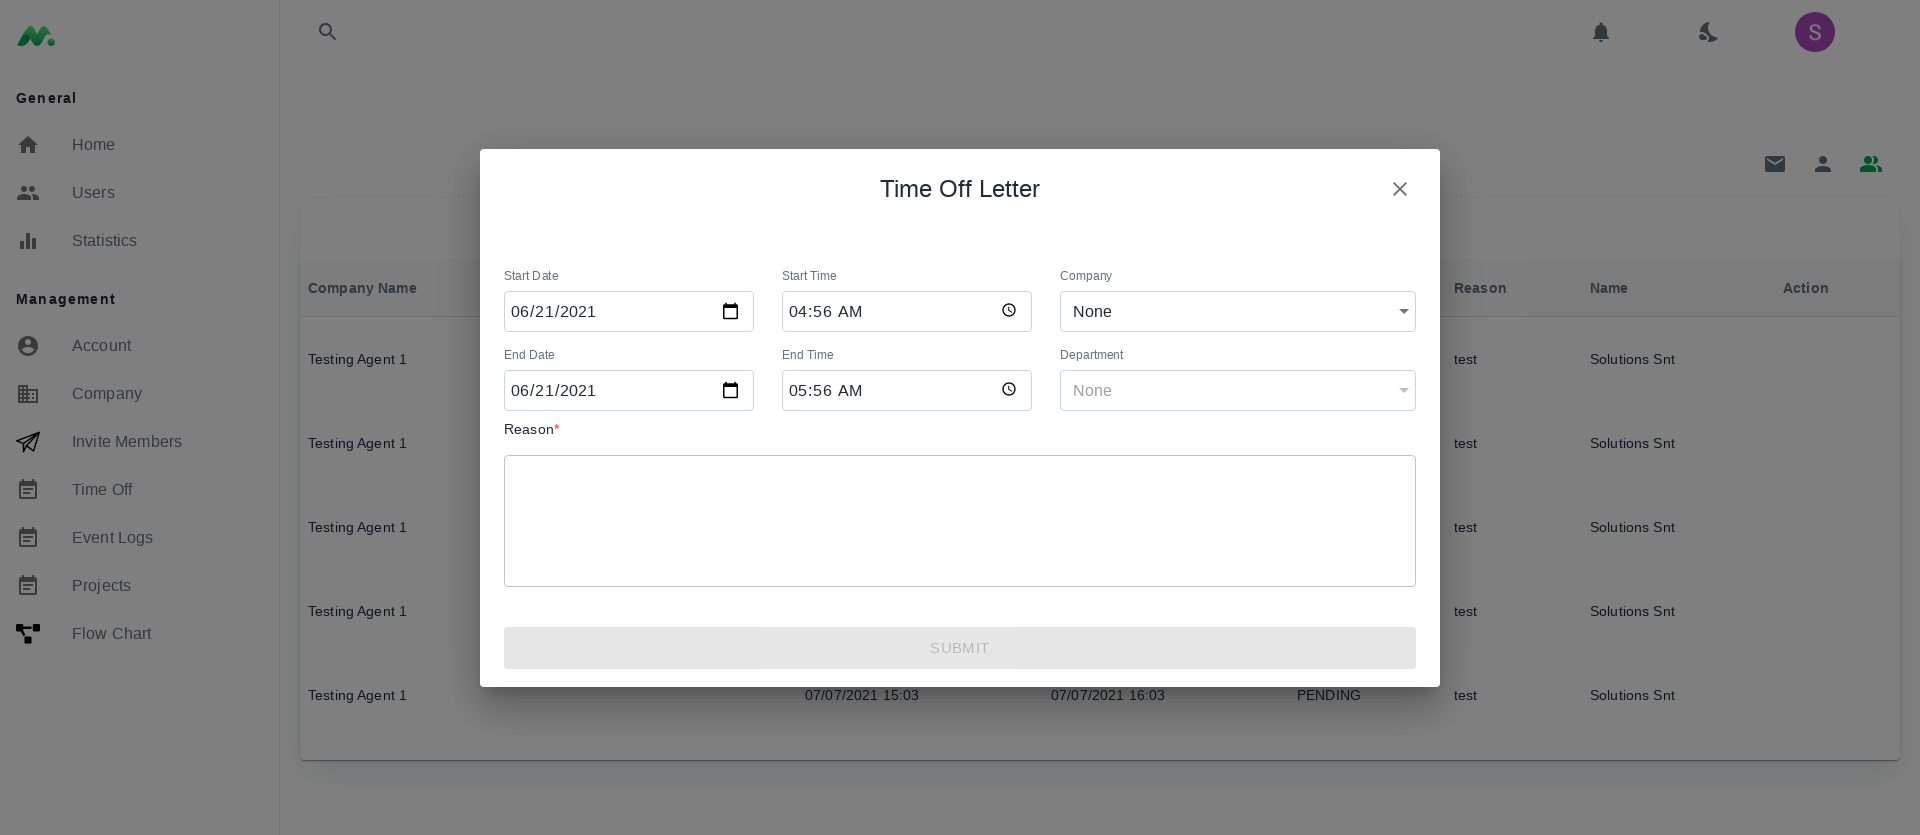 S
General
Home
Users
Statistics
Management
Account
Company
Invite Members
Time Off
Event Logs
Projects
Flow Chart
Time Off Letter
Start Date
Start Time
Company
06/21/2021
04:56 AM
None
End Date
End Time
Department
06/21/2021
05:56 AM
None
Reason*
SUBMIT
Company Name Reason Name Action
Testing Agent 1 test Solutions Snt
Testing Agent 1 test Solutions Snt
Testing Agent 1 test Solutions Snt
Testing Agent 1 test Solutions Snt
Testing Agent 1 07/07/2021 15:03 07/07/2021 16:03 PENDING test Solutions Snt